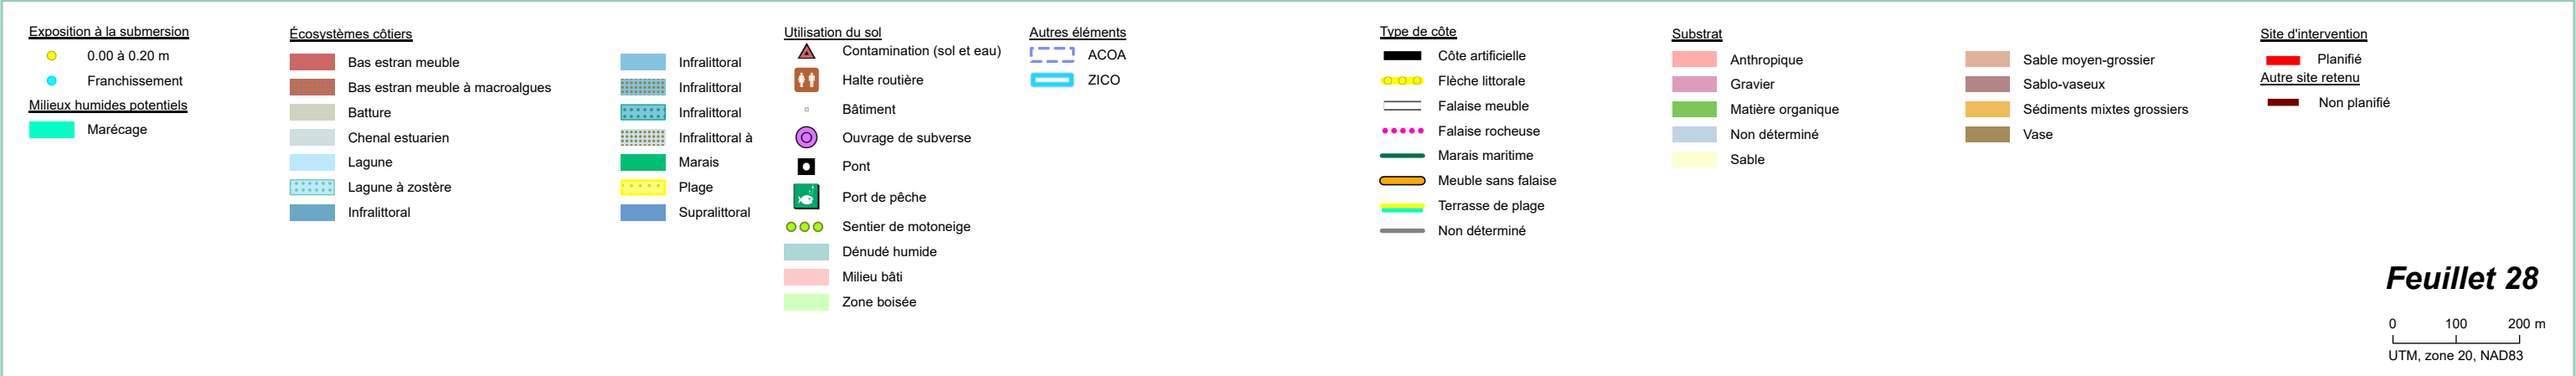 Exposition à la submersion
0.00 à 0.20 m
Franchissement
Milieux humides potentiels
Marécage
Écosystèmes côtiers
Bas estran meuble
Bas estran meuble à macroalgues
Batture
Chenal estuarien
Lagune
Lagune à zostère
Infralittoral
Infralittoral
Infralittoral
Infralittoral
Infralittoral à
Marais
Plage
Supralittoral
Utilisation du sol
Contamination (sol et eau)
Halte routière
Bâtiment
Ouvrage de subverse
Pont
Port de pêche
Sentier de motoneige
Dénudé humide
Milieu bâti
Zone boisée
Autres éléments
ACOA
ZICO
Type de côte
Côte artificielle
Flèche littorale
Falaise meuble
Falaise rocheuse
Marais maritime
Meuble sans falaise
Terrasse de plage
Non déterminé
Substrat
Anthropique
Gravier
Matière organique
Non déterminé
Sable
Sable moyen-grossier
Sablo-vaseux
Sédiments mixtes grossiers
Vase
Site d'intervention
Planifié
Autre site retenu
Non planifié
Feuillet 28
0 100 200 m
UTM, zone 20, NAD83